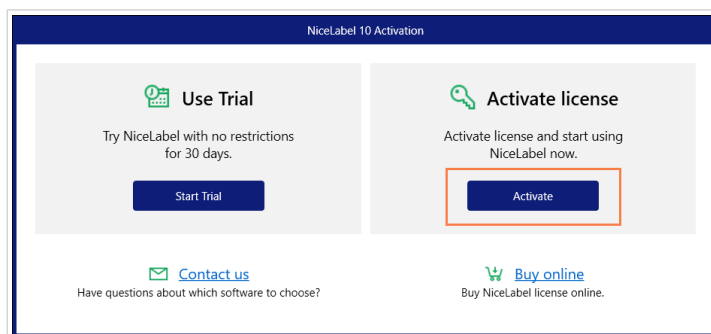 NiceLabel 10 Activation
Use Trial
Try NiceLabel with no restrictions
for 30 days.
Start Trial
Activate license
Activate license and start using
NiceLabel now.
Activate
Contact us
Have questions about which software to choose?
Buy online
Buy NiceLabel license online.